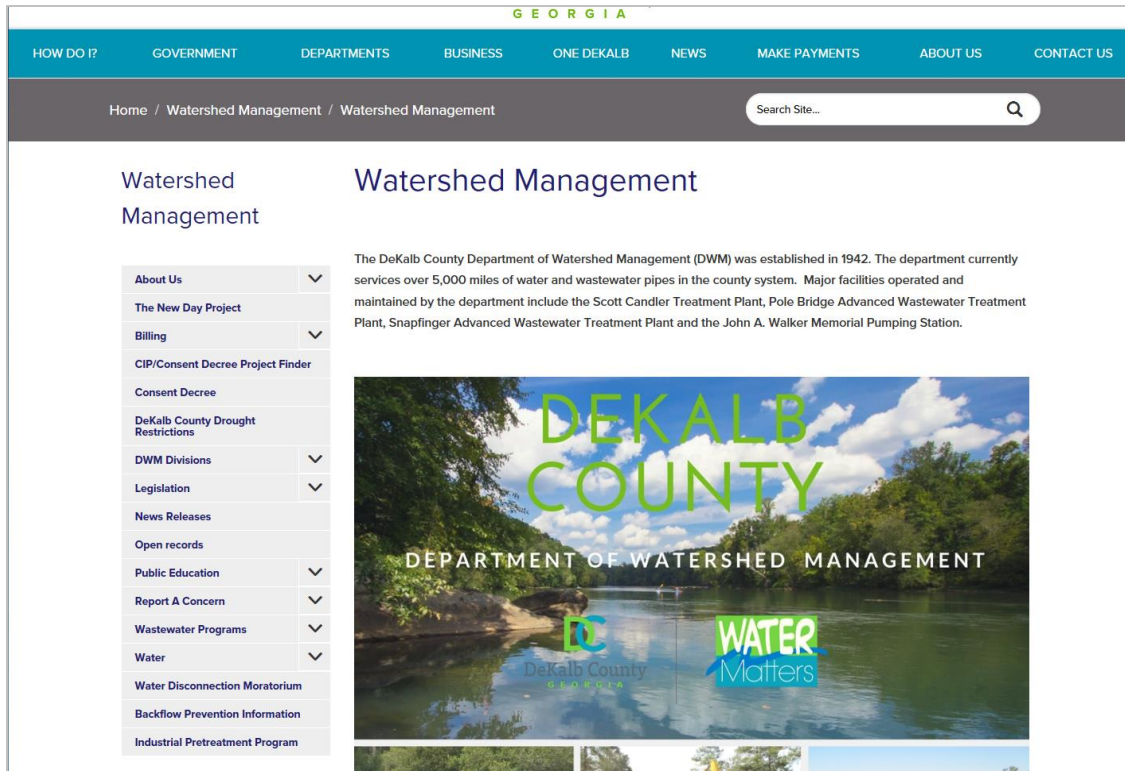 GEORGIA
HOW DO I? GOVERNMENT DEPARTMENTS BUSINESS ONE DEKALB NEWS MAKE PAYMENTS ABOUT US CONTACT US
Home / Watershed Management / Watershed Management
Search Site...
Watershed
Management
About Us
The New Day Project
Billing
CIP/Consent Decree Project Finder
Consent Decree
DeKalb County Drought
Restrictions
DWM Divisions
Legislation
News Releases
Open records
Public Education
Report A Concern
Wastewater Programs
Water
Water Disconnection Moratorium
Backflow Prevention Information
Industrial Pretreatment Program
Watershed Management
The DeKalb County Department of Watershed Management (DWM) was established in 1942. The department currently
services over 5,000 miles of water and wastewater pipes in the county system. Major facilities operated and
maintained by the department include the Scott Candler Treatment Plant, Pole Bridge Advanced Wastewater Treatment
Plant, Snapfinger Advanced Wastewater Treatment Plant and the John A. Walker Memorial Pumping Station.
DEKALB
COUNTY
DEPARTMENT OF WATERSHED MANAGEMENT
DC
DeKalb County
GEORGIA
WATER
Matters